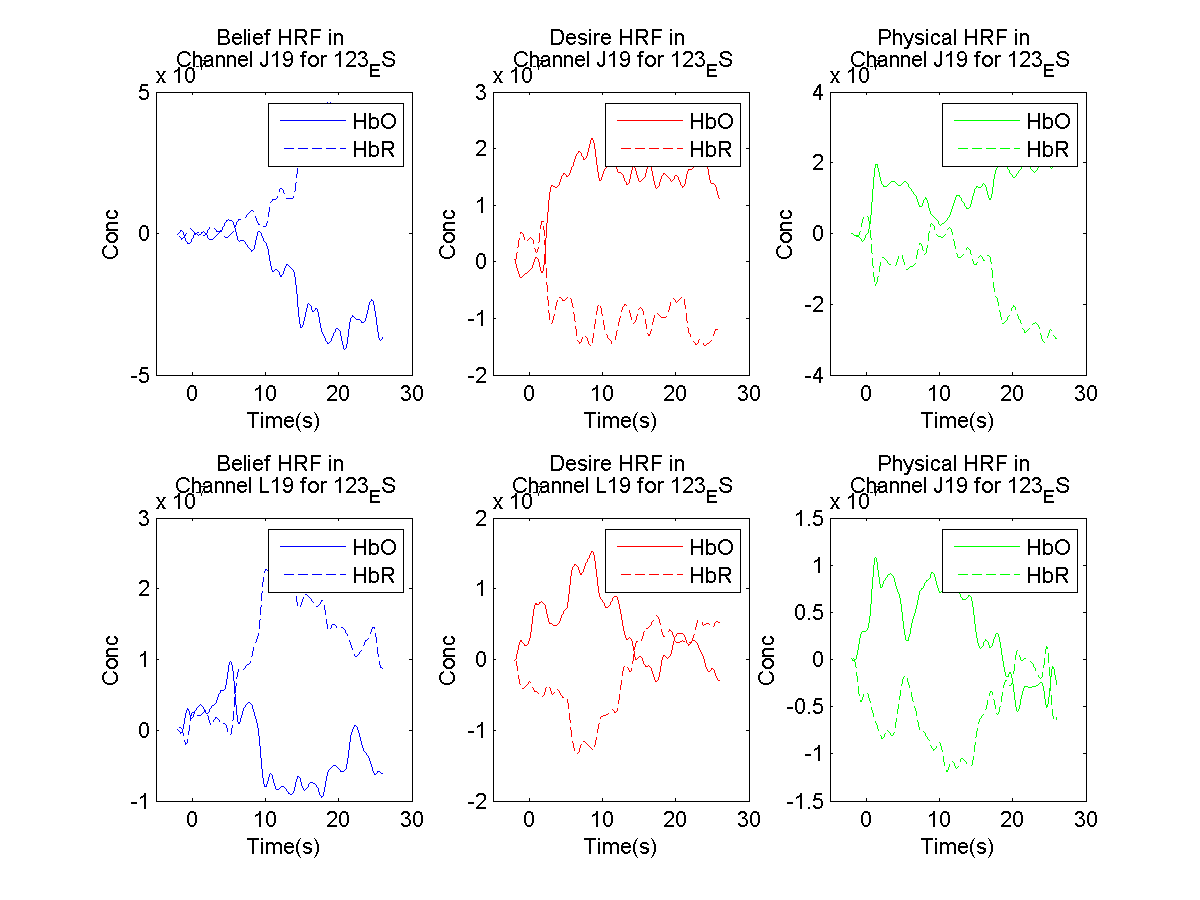 Belief HRF in
Channel J19 for 123_ES
x 10
5
0
-5
Conc
HbO
HbR
0 10 20 30
Time(s)
Desire HRF in
Channel J19 for 123_ES
x 10
3
2
1
0
-1
-2
Conc
HbO
HbR
0 10 20 30
Time(s)
Physical HRF in
Channel J19 for 123_ES
x 10
4
2
0
-2
-4
Conc
HbO
HbR
0 10 20 30
Time(s)
Belief HRF in
Channel L19 for 123_ES
x 10
3
2
1
0
-1
Conc
HbO
HbR
0 10 20 30
Time(s)
Desire HRF in
Channel L19 for 123_ES
x 10
2
1
0
-1
-2
Conc
HbO
HbR
0 10 20 30
Time(s)
Physical HRF in
Channel J19 for 123_ES
x 10
1.5
1
0.5
0
-0.5
-1
-1.5
Conc
HbO
HbR
0 10 20 30
Time(s)